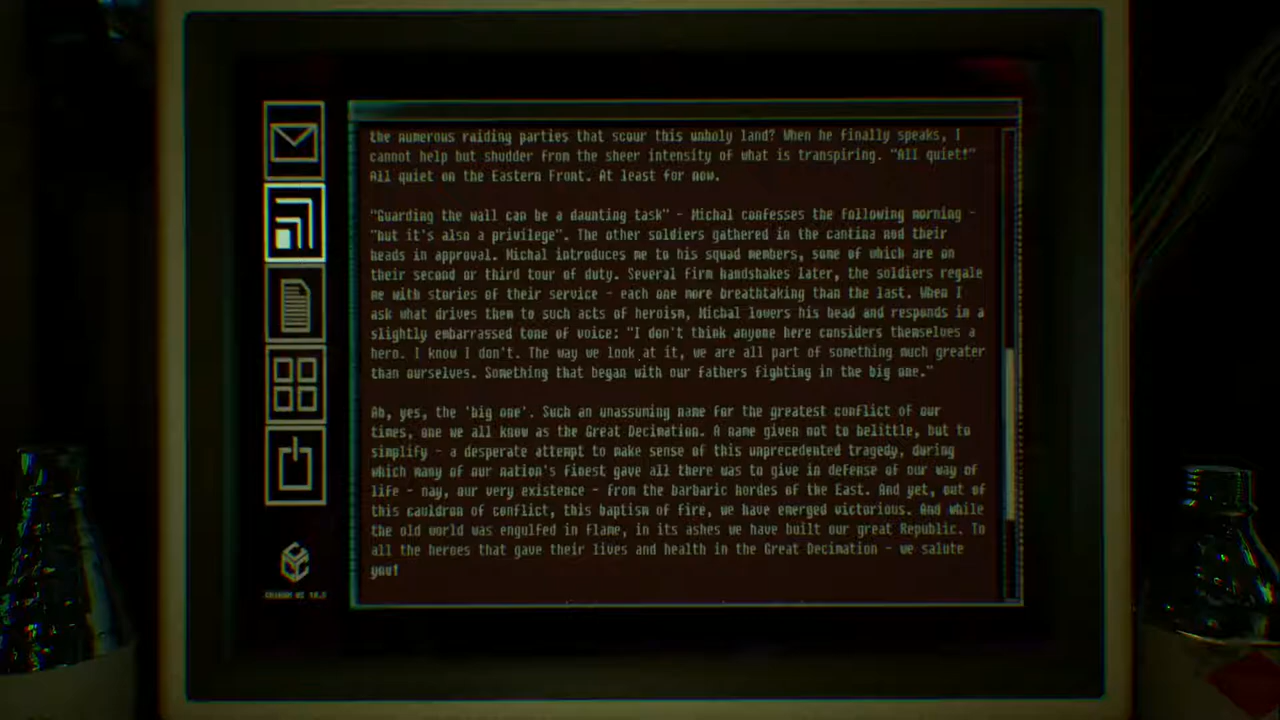 the numerous raiding parties that scour this unholy land? When he finally speaks, I
cannot help but shudder from the sheer intensity of what is transpiring. "All quiet!"
All quiet on the Eastern Front. At least for now.
"Guarding the wall can be a daunting task" - Michal confesses the following morning -
"but it's also a privilege". The other soldiers gathered in the cantina nod their
heads in approval. Michal introduces me to his squad members, some of which are on
their second or third tour of duty. Several firm handshakes later, the soldiers regale
me with stories of their service - each one more breathtaking than the last. When I
ask what drives them to such acts of heroism, Michal lowers his head and responds in a
slightly embarrassed tone of voice: "I don't think anyone here considers themselves a
hero. I know I don't. The way we look at it, we are all part of something much greater
than ourselves. Something that began with our fathers fighting in the big one."
Ah, yes, the 'big one'. Such an unassuming name for the greatest conflict of our
times, one we all know as the Great Decimation. A name given not to belittle, but to
simplify - a desperate attempt to make sense of this unprecedented tragedy, during
which many of our nation's finest gave all there was to give in defense of our way of
life - nay, our very existence - from the barbaric hordes of the East. And yet, out of
this cauldron of conflict, this baptism of fire, we have emerged victorious. And while
the old world was engulfed in flame, in its ashes we have built our great Republic. To
all the heroes that gave their lives and health in the Great Decimation - we salute
you!